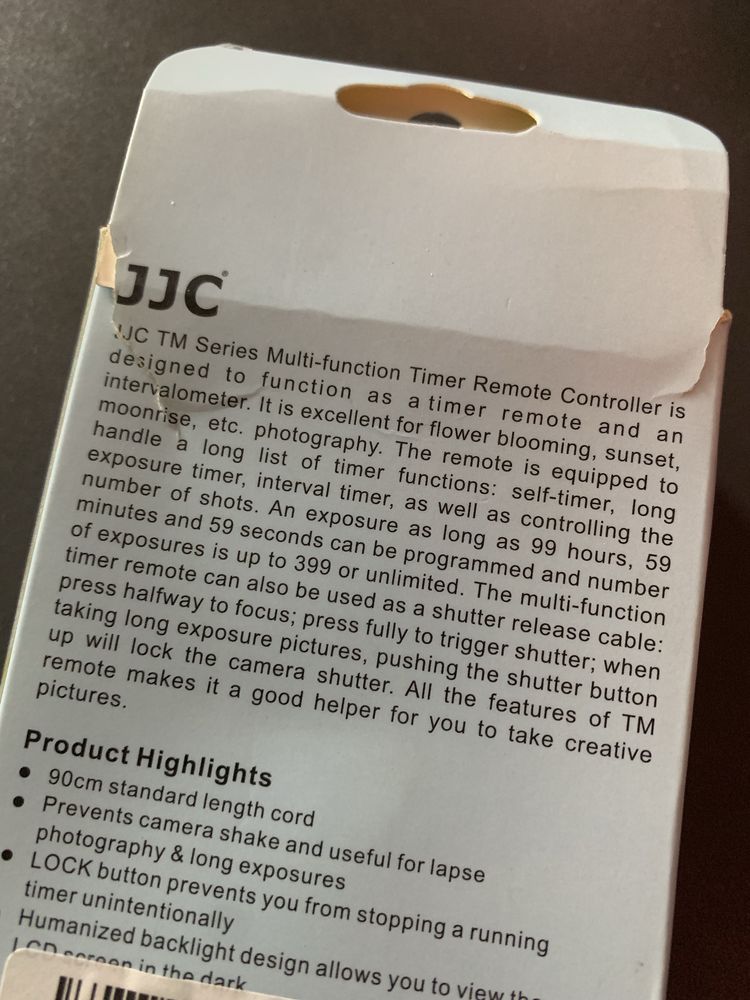 JJC®
JJC TM Series Multi-function Timer Remote Controller is
designed to function as a timer remote and an
intervalometer. It is excellent for flower blooming, sunset,
moonrise, etc. photography. The remote is equipped to
handle a long list of timer functions: self-timer, long
exposure timer, interval timer, as well as controlling the
number of shots. An exposure as long as 99 hours, 59
minutes and 59 seconds can be programmed and number
of exposures is up to 399 or unlimited. The multi-function
timer remote can also be used as a shutter release cable:
press halfway to focus; press fully to trigger shutter; when
taking long exposure pictures, pushing the shutter button
up will lock the camera shutter. All the features of TM
remote makes it a good helper for you to take creative
pictures.
Product Highlights
● 90cm standard length cord
● Prevents camera shake and useful for lapse
photography & long exposures
● LOCK button prevents you from stopping a running
timer unintentionally
Humanized backlight design allows you to view the
LCD screen in the dark